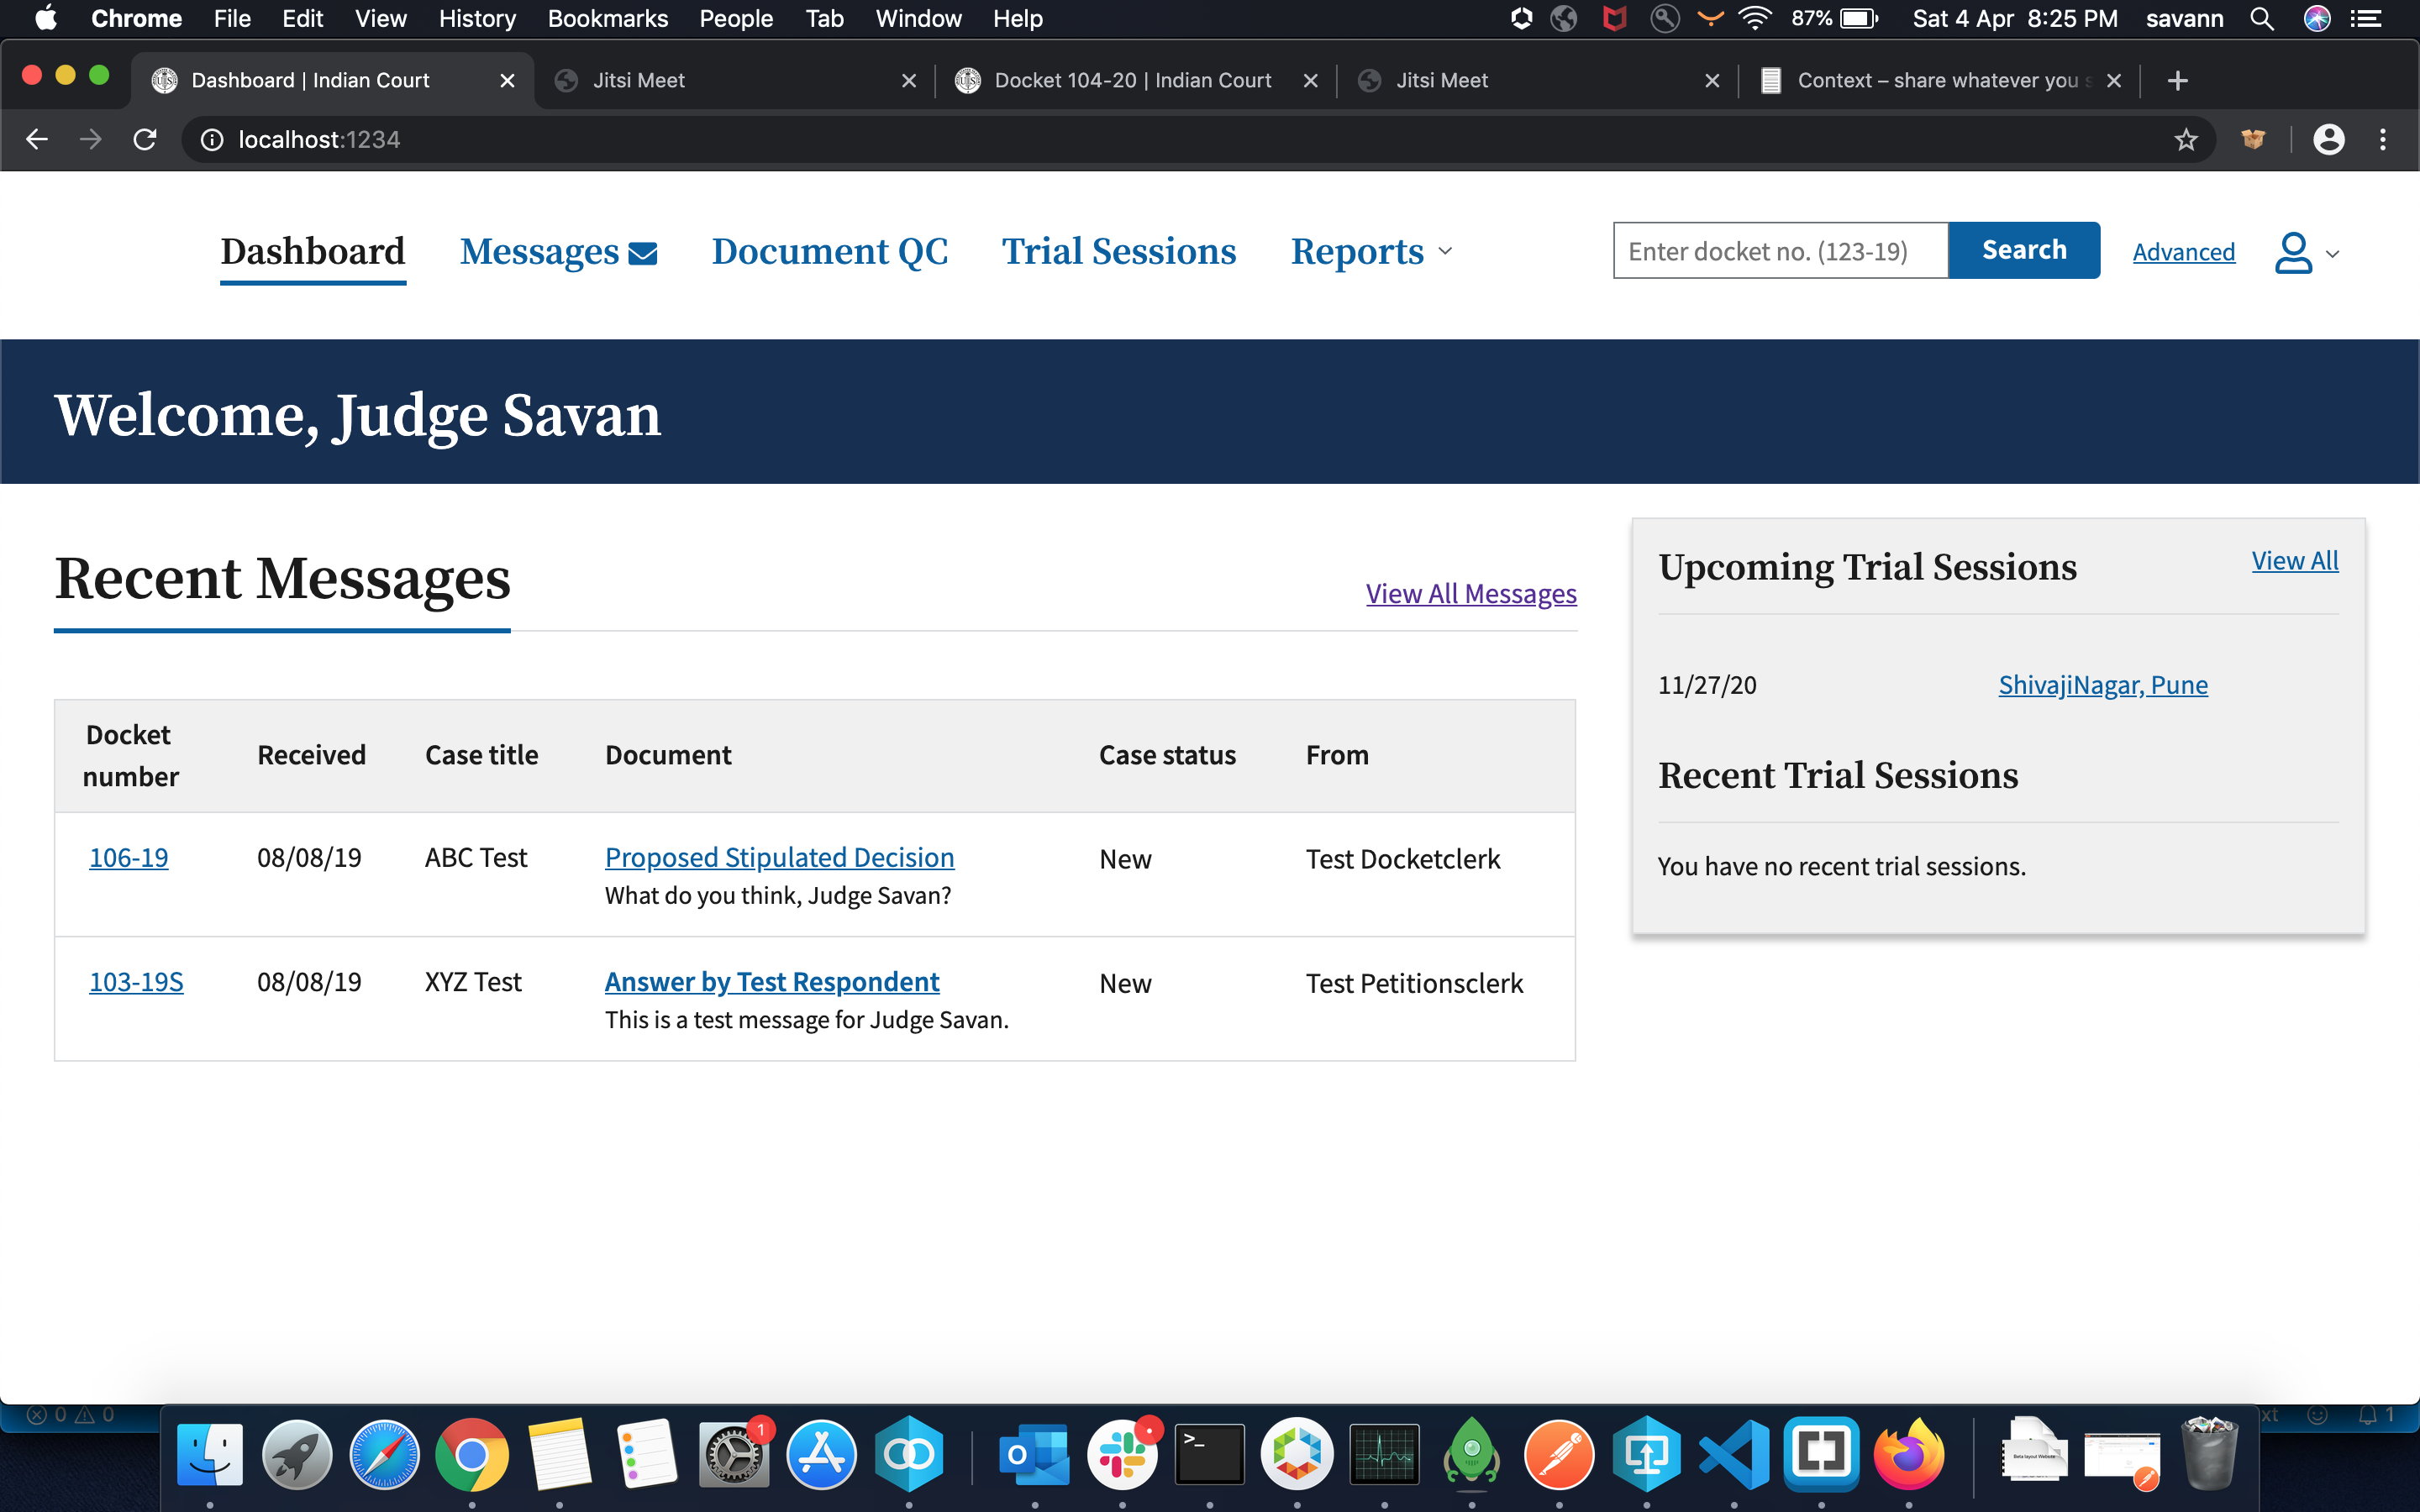 Chrome File Edit View History Bookmarks People Tab Window Help 87% Sat 4 Apr 8:25 PM savann
Dashboard | Indian Court Jitsi Meet Docket 104-20 | Indian Court Jitsi Meet Context – share whatever you s
localhost:1234
Dashboard Messages Document QC Trial Sessions Reports Enter docket no. (123-19) Search Advanced
Welcome, Judge Savan
Recent Messages
View All Messages
Docket number Received Case title Document Case status From
106-19 08/08/19 ABC Test Proposed Stipulated Decision New Test Docketclerk
What do you think, Judge Savan?
103-19S 08/08/19 XYZ Test Answer by Test Respondent New Test Petitionsclerk
This is a test message for Judge Savan.
Upcoming Trial Sessions View All
11/27/20 ShivajiNagar, Pune
Recent Trial Sessions
You have no recent trial sessions.
0 0
xt 1
1
Beta layout Website